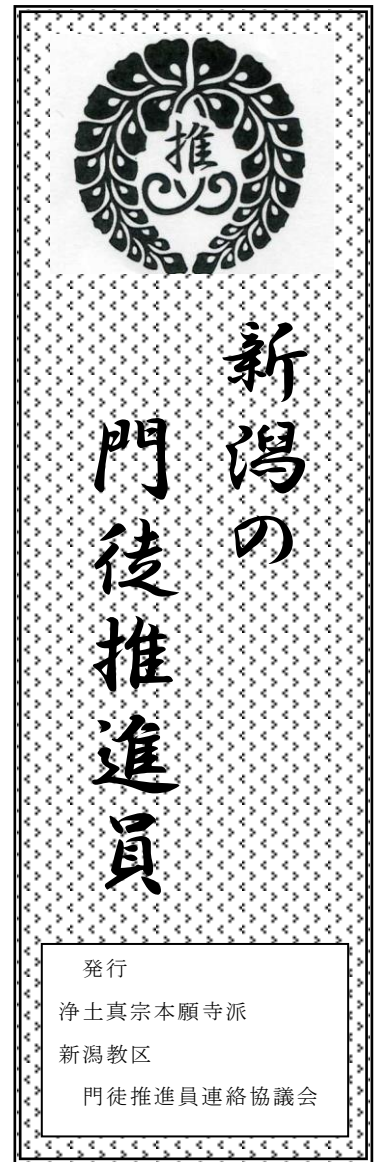 推
新潟の
門徒推進員
発行
浄土真宗本願寺派
新潟教区
門徒推進員連絡協議会